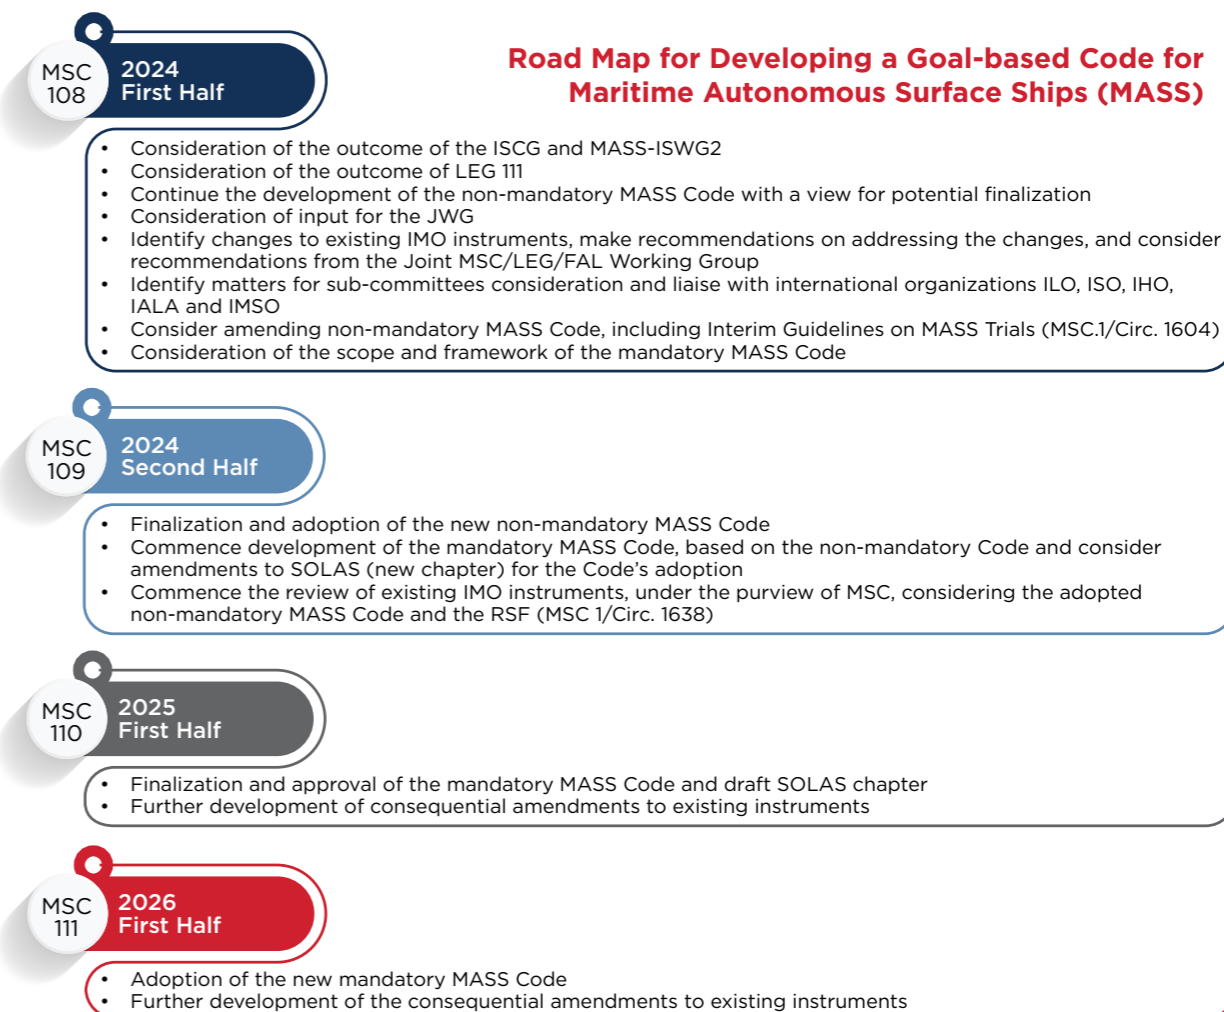 Road Map for Developing a Goal-based Code for
Maritime Autonomous Surface Ships (MASS)
MSC
108
2024
First Half
• Consideration of the outcome of the ISCG and MASS-ISWG2
• Consideration of the outcome of LEG 111
• Continue the development of the non-mandatory MASS Code with a view for potential finalization
• Consideration of input for the JWG
• Identify changes to existing IMO instruments, make recommendations on addressing the changes, and consider
recommendations from the Joint MSC/LEG/FAL Working Group
• Identify matters for sub-committees consideration and liaise with international organizations ILO, ISO, IHO,
IALA and IMSO
• Consider amending non-mandatory MASS Code, including Interim Guidelines on MASS Trials (MSC.1/Circ. 1604)
• Consideration of the scope and framework of the mandatory MASS Code
MSC
109
2024
Second Half
• Finalization and adoption of the new non-mandatory MASS Code
• Commence development of the mandatory MASS Code, based on the non-mandatory Code and consider
amendments to SOLAS (new chapter) for the Code's adoption
• Commence the review of existing IMO instruments, under the purview of MSC, considering the adopted
non-mandatory MASS Code and the RSF (MSC 1/Circ. 1638)
MSC
110
2025
First Half
• Finalization and approval of the mandatory MASS Code and draft SOLAS chapter
• Further development of consequential amendments to existing instruments
MSC
111
2026
First Half
• Adoption of the new mandatory MASS Code
• Further development of the consequential amendments to existing instruments